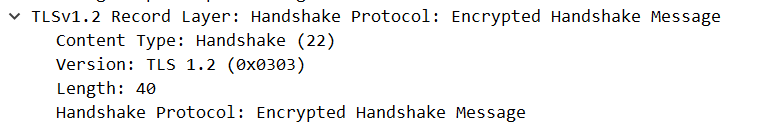 TLSv1.2 Record Layer: Handshake Protocol: Encrypted Handshake Message
Content Type: Handshake (22)
Version: TLS 1.2 (0x0303)
Length: 40
Handshake Protocol: Encrypted Handshake Message